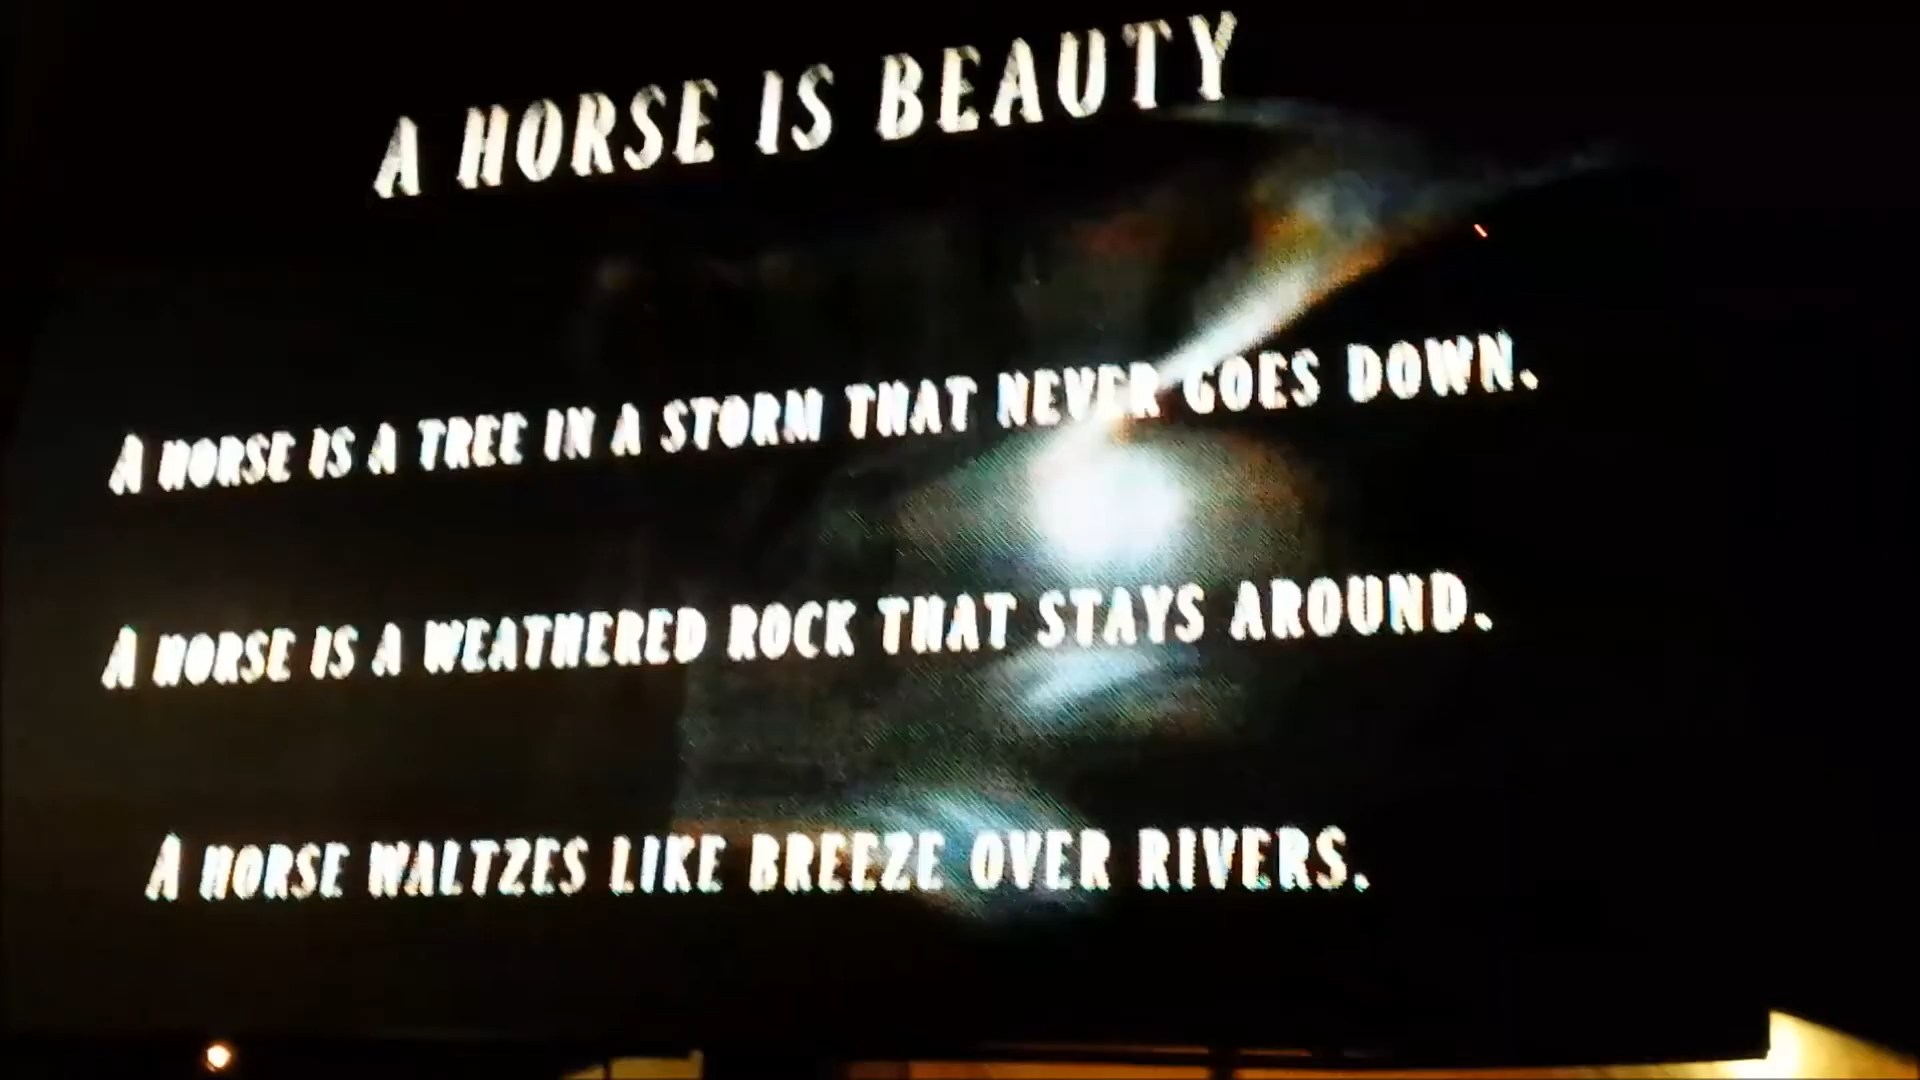 A HORSE IS BEAUTY
A HORSE IS A TREE IN A STORM THAT NEVER GOES DOWN.
A HORSE IS A WEATHERED ROCK THAT STAYS AROUND.
A HORSE WALTZES LIKE BREEZE OVER RIVERS.